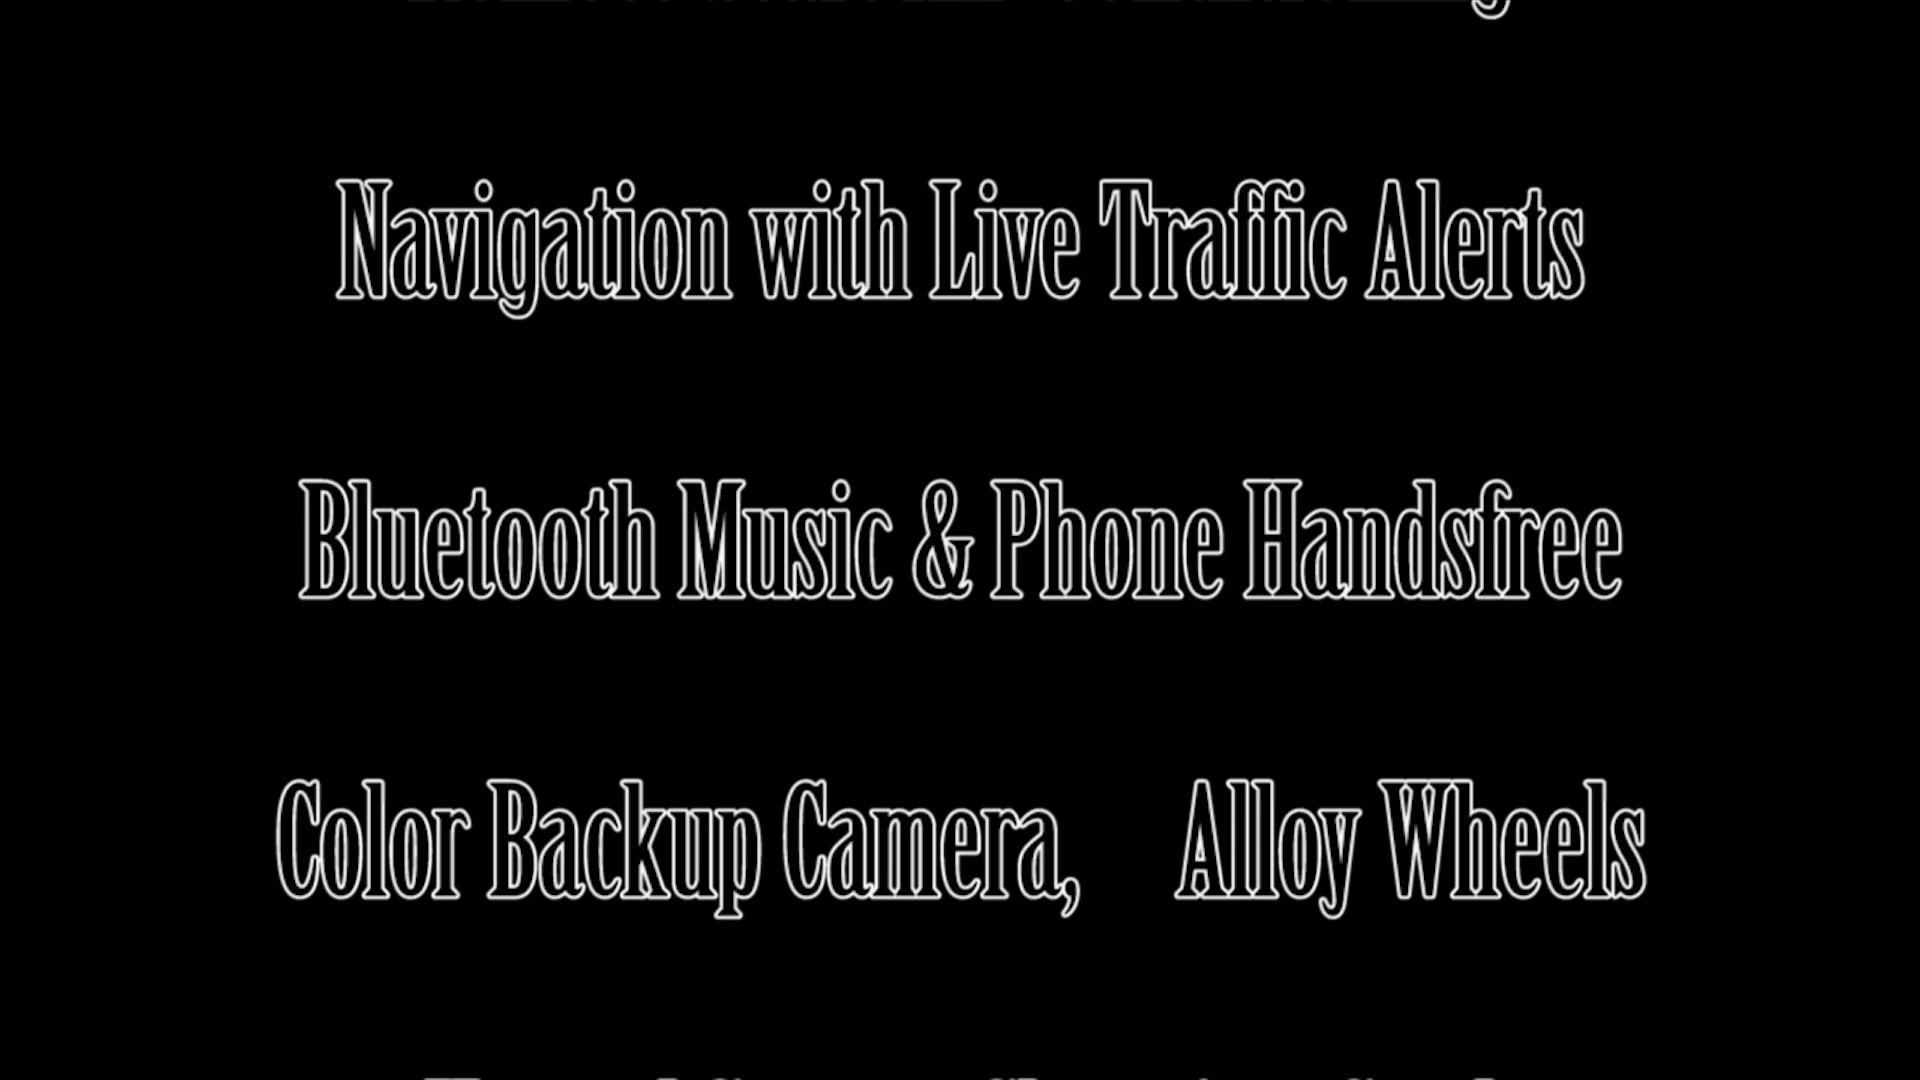 Navigation with Live Traffic Alerts
Bluetooth Music & Phone Handsfree
Color Backup Camera, Alloy Wheels